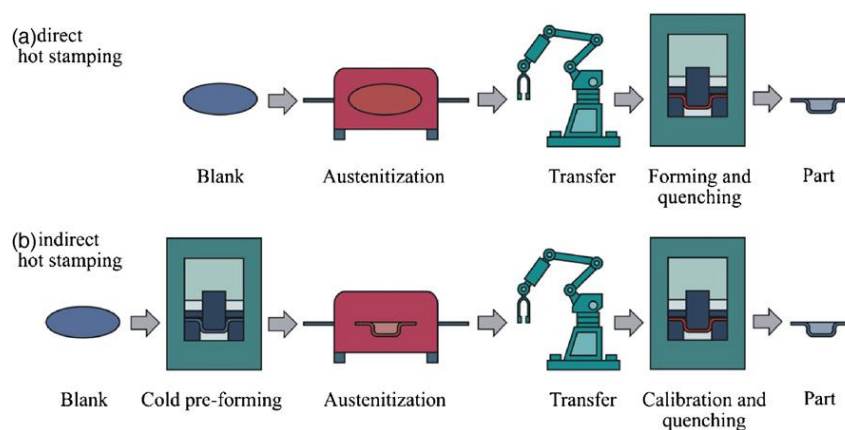 (a)direct
hot stamping
Blank
Austenitization
Transfer
Forming and
quenching
Part
(b)indirect
hot stamping
Blank
Cold pre-forming
Austenitization
Transfer
Calibration and
quenching
Part